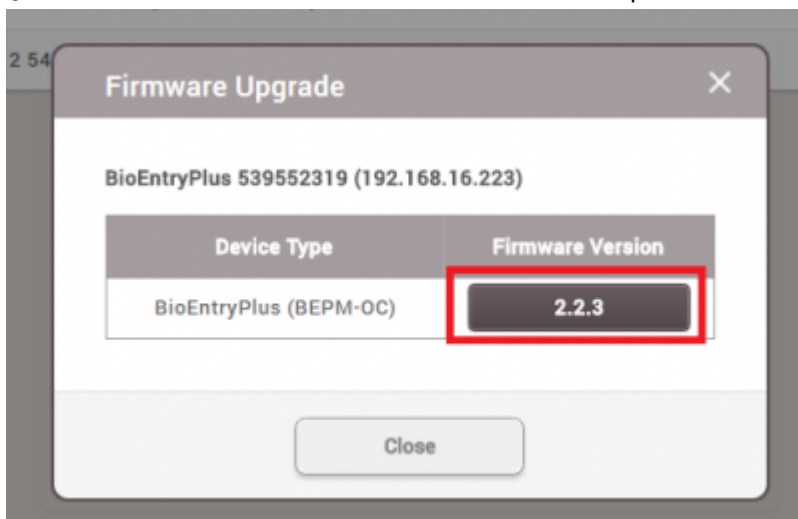 2 54
Firmware Upgrade
BioEntryPlus 539552319 (192.168.16.223)
Device Type Firmware Version
BioEntryPlus (BEPM-OC) 2.2.3
Close